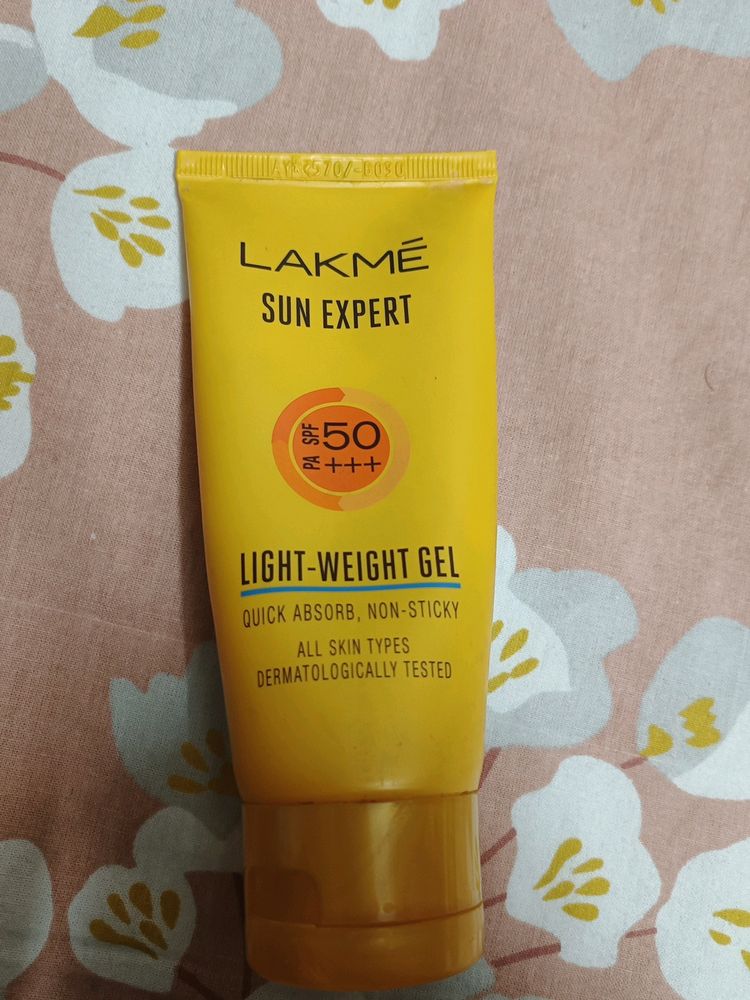 LAKMÉ
SUN EXPERT
PA SPF 50
+++
LIGHT-WEIGHT GEL
QUICK ABSORB, NON-STICKY
ALL SKIN TYPES
DERMATOLOGICALLY TESTED